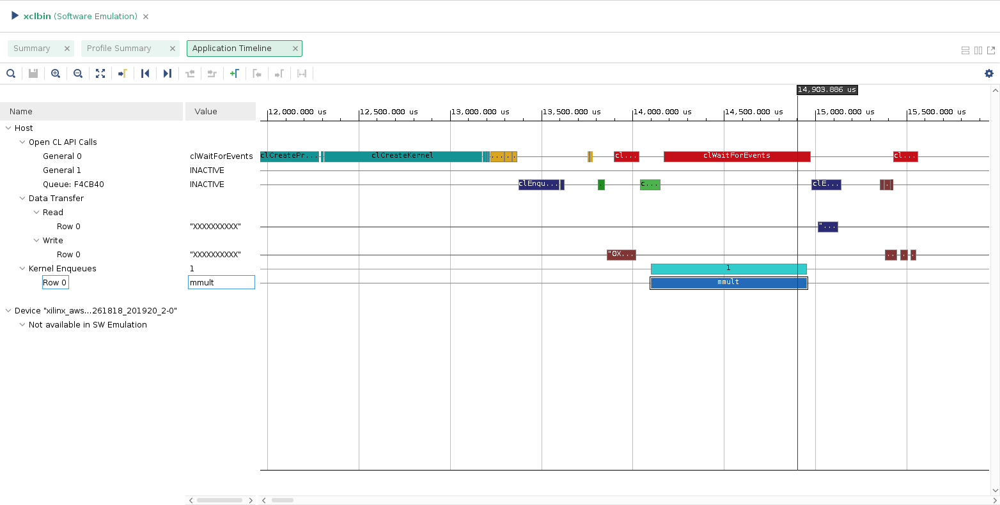 xclbin (Software Emulation)
Summary
Profile Summary
Application Timeline
14,903.886 us
Name
Value
12,000.000 us
12,500.000 us
13,000.000 us
13,500.000 us
14,000.000 us
14,500.000 us
15,000.000 us
15,500.000 us
Host
Open CL API Calls
General 0
clWaitForEvents
clCreatePr...
clCreateKernel
...
.
.
cl...
clWaitForEvents
cl...
General 1
INACTIVE
Queue: F4CB40
INACTIVE
clEnqu...
.
c...
clE...
.
Data Transfer
Read
Row 0
"XXXXXXXXXX"
"...
Write
Row 0
"XXXXXXXXXX"
"0X...
..
.
.
Kernel Enqueues
1
1
Row 0
mmult
mmult
Device "xilinx_aws...261818_201920_2-0"
Not available in SW Emulation